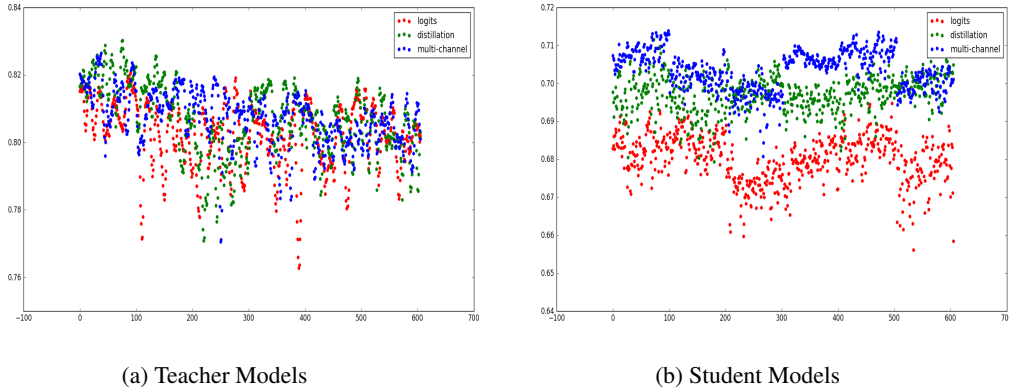 0.84
logits
distillation
multi-channel
0.82
0.80
0.78
0.76
−100 0 100 200 300 400 500 600 700
(a) Teacher Models
0.72
logits
distillation
multi-channel
0.71
0.70
0.69
0.68
0.67
0.66
0.65
0.64
−100 0 100 200 300 400 500 600 70
(b) Student Models